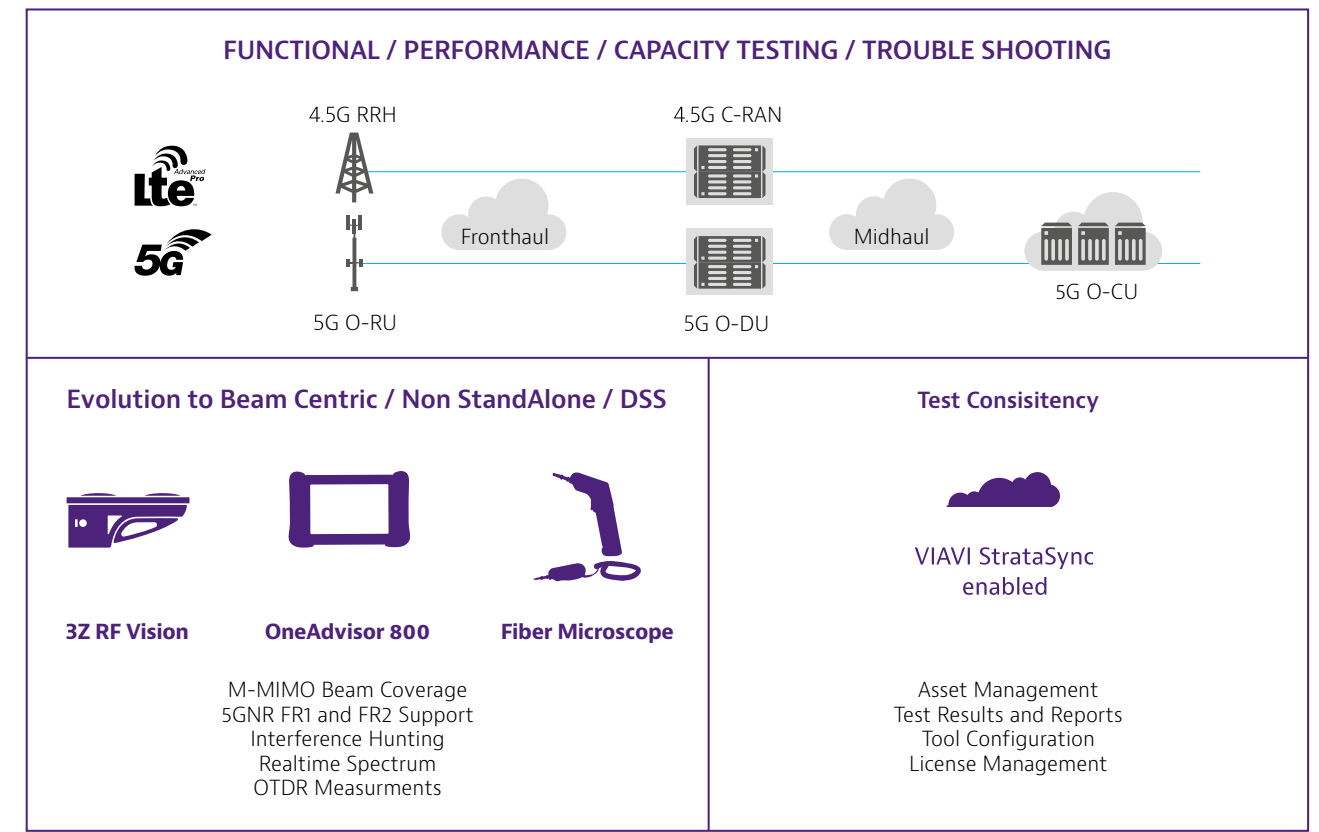 FUNCTIONAL / PERFORMANCE / CAPACITY TESTING / TROUBLE SHOOTING
4.5G RRH
4.5G C-RAN
Lte Advanced Pro
Fronthaul
Midhaul
5G
5G O-CU
5G O-RU
5G O-DU
Evolution to Beam Centric / Non StandAlone / DSS
3Z RF Vision
OneAdvisor 800
Fiber Microscope
M-MIMO Beam Coverage
5GNR FR1 and FR2 Support
Interference Hunting
Realtime Spectrum
OTDR Measurments
Test Consisitency
VIAVI StrataSync
enabled
Asset Management
Test Results and Reports
Tool Configuration
License Management